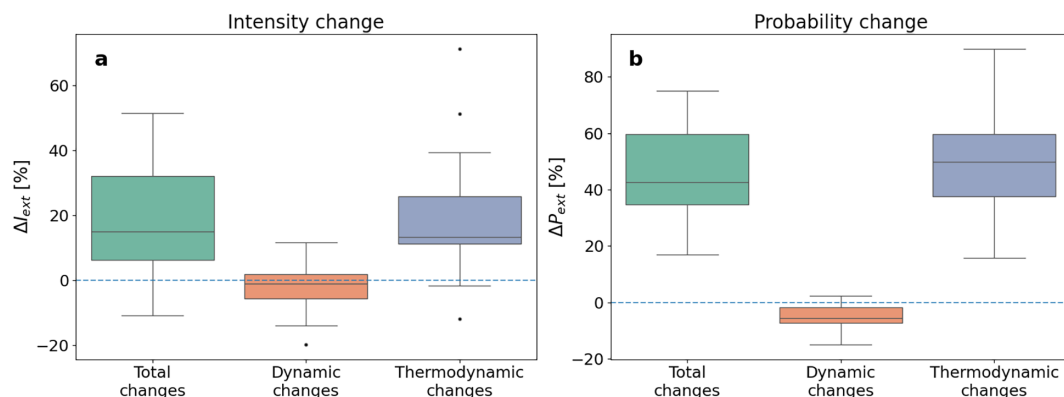 Intensity change
a
ΔI_ext [%]
60
40
20
0
−20
Total changes
Dynamic changes
Thermodynamic changes
Probability change
b
ΔP_ext [%]
80
60
40
20
0
−20
Total changes
Dynamic changes
Thermodynamic changes